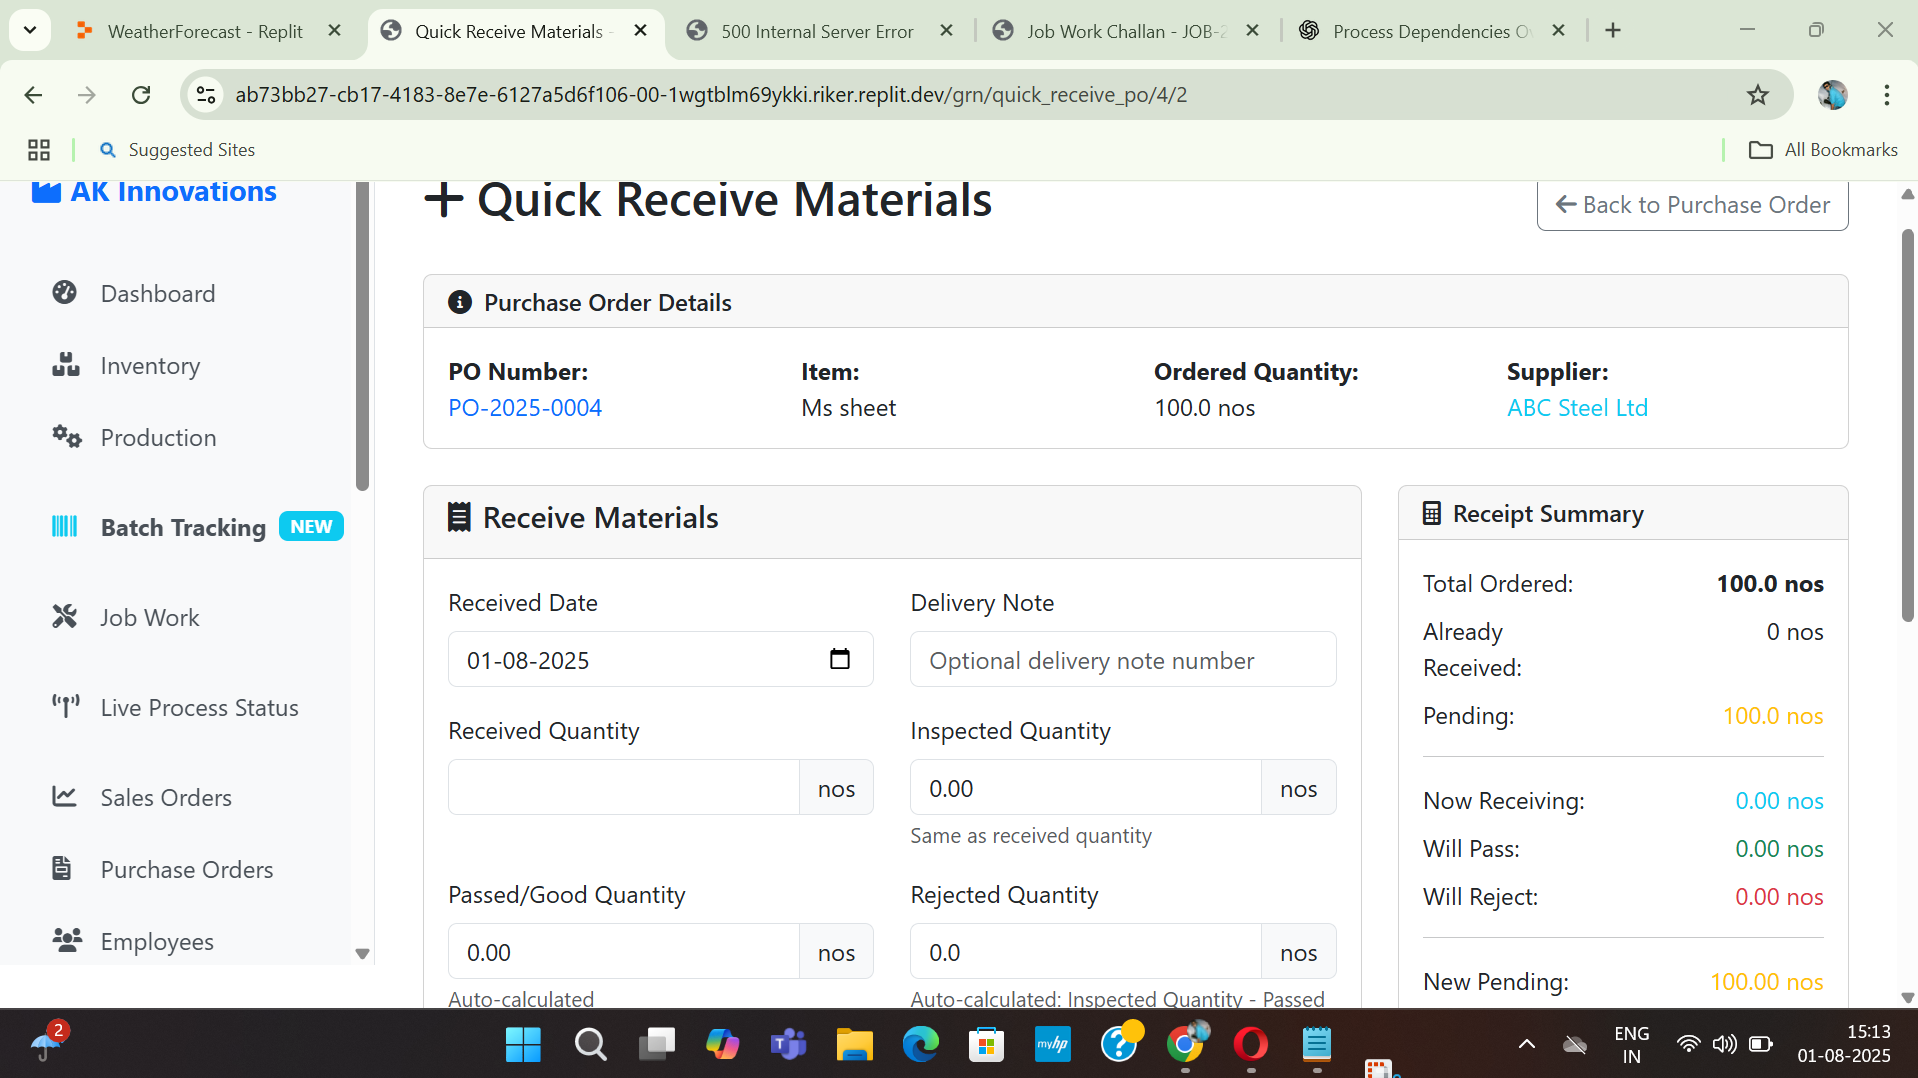 WeatherForecast - Replit
Quick Receive Materials -
500 Internal Server Error
Job Work Challan - JOB-2
Process Dependencies Ov
ab73bb27-cb17-4183-8e7e-6127a5d6f106-00-1wgtblm69ykki.riker.replit.dev/grn/quick_receive_po/4/2
Suggested Sites
All Bookmarks
AK Innovations
Dashboard
Inventory
Production
Batch Tracking NEW
Job Work
Live Process Status
Sales Orders
Purchase Orders
Employees
Quick Receive Materials
Back to Purchase Order
Purchase Order Details
PO Number: Item: Ordered Quantity: Supplier:
PO-2025-0004 Ms sheet 100.0 nos ABC Steel Ltd
Receive Materials
Received Date Delivery Note
01-08-2025 Optional delivery note number
Received Quantity Inspected Quantity
nos 0.00 nos
Same as received quantity
Passed/Good Quantity Rejected Quantity
0.00 nos 0.0 nos
Auto-calculated Auto-calculated: Inspected Quantity - Passed
Receipt Summary
Total Ordered: 100.0 nos
Already 0 nos
Received:
Pending: 100.0 nos
Now Receiving: 0.00 nos
Will Pass: 0.00 nos
Will Reject: 0.00 nos
New Pending: 100.00 nos
2
myhp
ENG
IN
15:13
01-08-2025